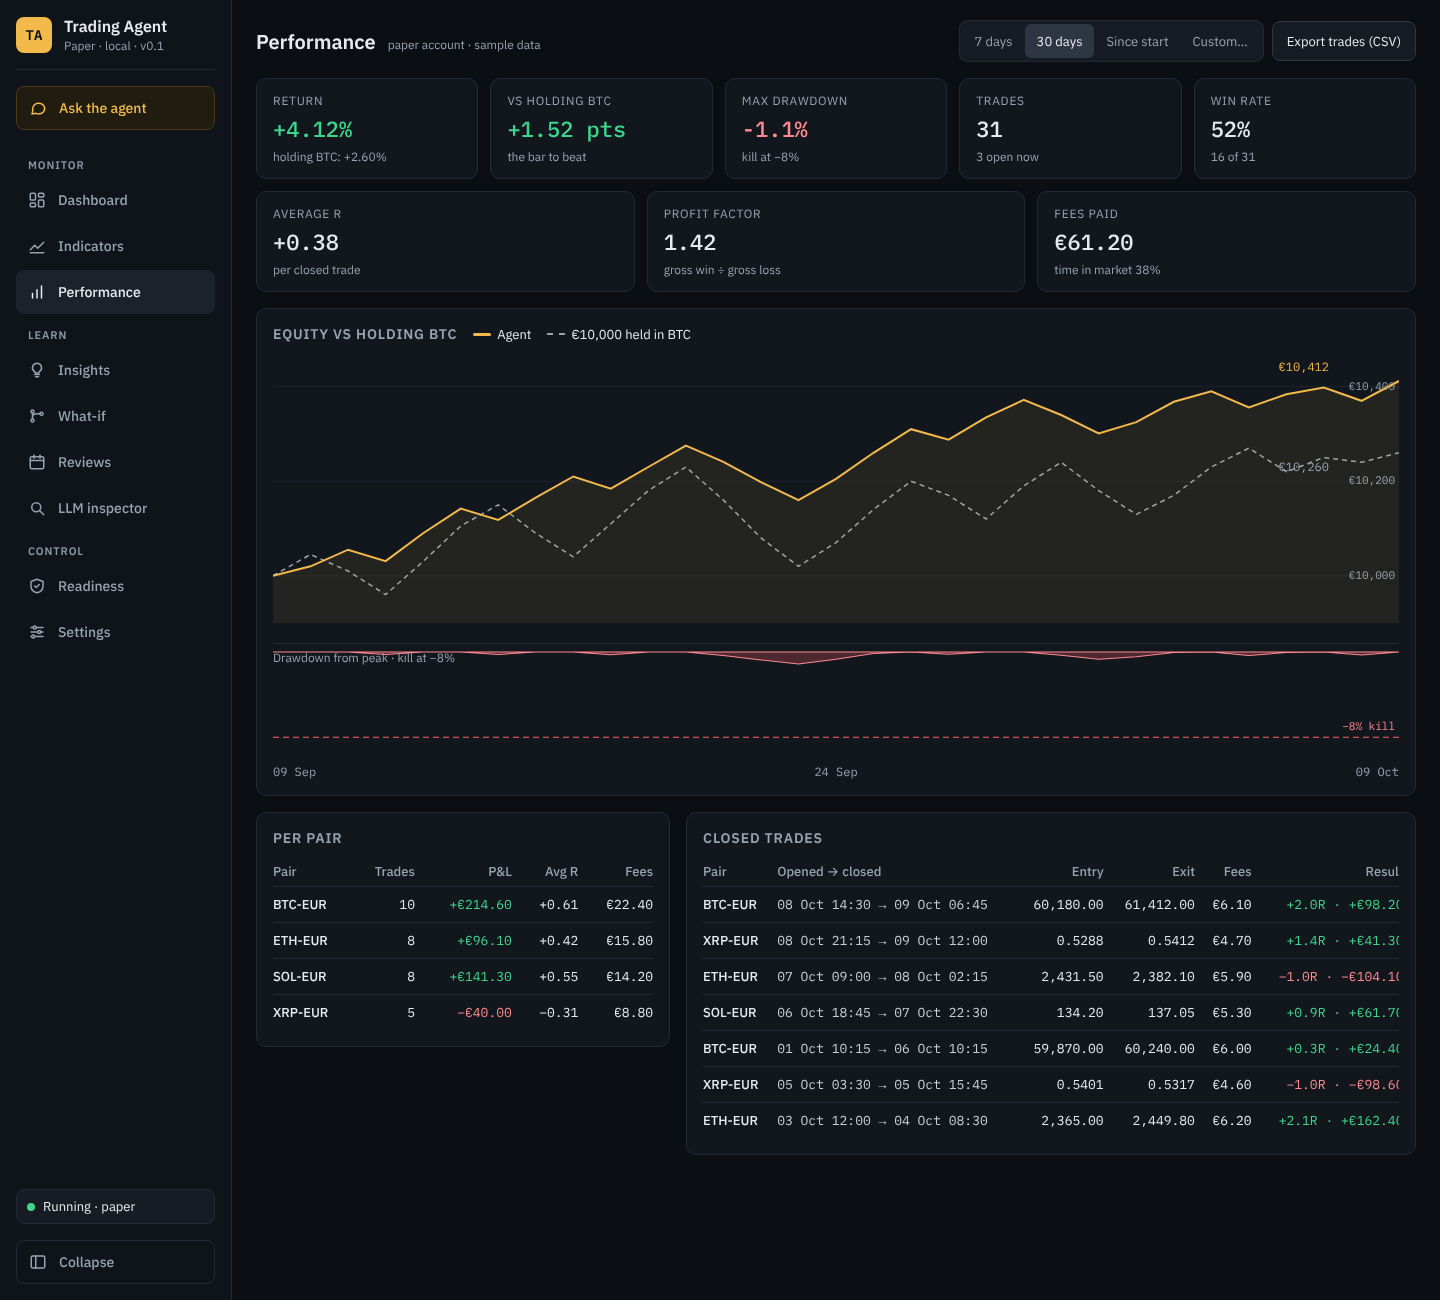 TA
Trading Agent
Paper · local · v0.1
Ask the agent
MONITOR
Dashboard
Indicators
Performance
LEARN
Insights
What-if
Reviews
LLM inspector
CONTROL
Readiness
Settings
Running · paper
Collapse
Performance paper account · sample data
7 days 30 days Since start Custom... Export trades (CSV)
RETURN
+4.12%
holding BTC: +2.60%
VS HOLDING BTC
+1.52 pts
the bar to beat
MAX DRAWDOWN
-1.1%
kill at −8%
TRADES
31
3 open now
WIN RATE
52%
16 of 31
AVERAGE R
+0.38
per closed trade
PROFIT FACTOR
1.42
gross win ÷ gross loss
FEES PAID
€61.20
time in market 38%
EQUITY VS HOLDING BTC Agent €10,000 held in BTC
€10,412
€10,400
€10,260
€10,200
€10,000
Drawdown from peak · kill at −8%
−8% kill
09 Sep 24 Sep 09 Oct
PER PAIR
Pair Trades P&L Avg R Fees
BTC-EUR 10 +€214.60 +0.61 €22.40
ETH-EUR 8 +€96.10 +0.42 €15.80
SOL-EUR 8 +€141.30 +0.55 €14.20
XRP-EUR 5 −€40.00 −0.31 €8.80
CLOSED TRADES
Pair Opened → closed Entry Exit Fees Resul
BTC-EUR 08 Oct 14:30 → 09 Oct 06:45 60,180.00 61,412.00 €6.10 +2.0R · +€98.20
XRP-EUR 08 Oct 21:15 → 09 Oct 12:00 0.5288 0.5412 €4.70 +1.4R · +€41.30
ETH-EUR 07 Oct 09:00 → 08 Oct 02:15 2,431.50 2,382.10 €5.90 −1.0R · −€104.10
SOL-EUR 06 Oct 18:45 → 07 Oct 22:30 134.20 137.05 €5.30 +0.9R · +€61.70
BTC-EUR 01 Oct 10:15 → 06 Oct 10:15 59,870.00 60,240.00 €6.00 +0.3R · +€24.40
XRP-EUR 05 Oct 03:30 → 05 Oct 15:45 0.5401 0.5317 €4.60 −1.0R · −€98.60
ETH-EUR 03 Oct 12:00 → 04 Oct 08:30 2,365.00 2,449.80 €6.20 +2.1R · +€162.40